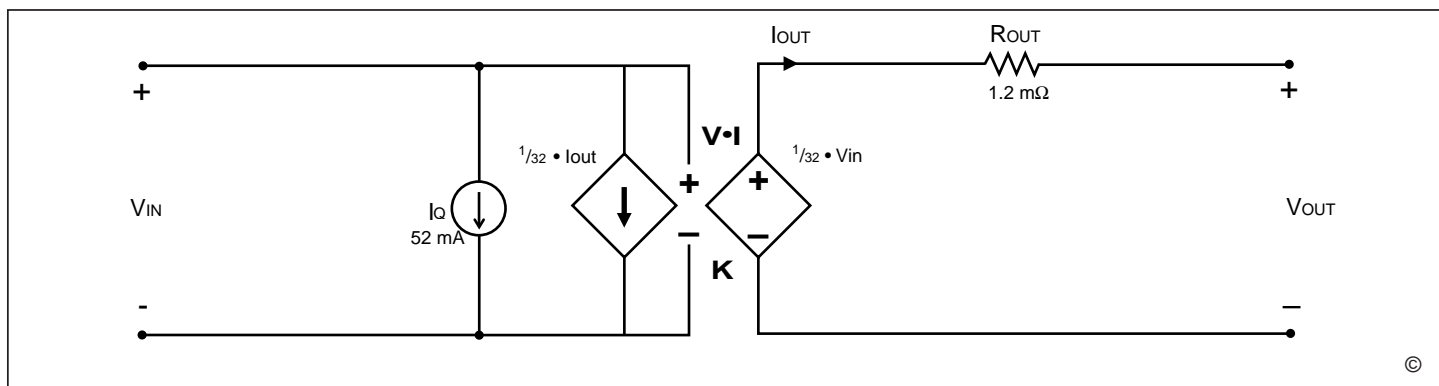 IOUT
ROUT
1.2 mΩ
+
+
V•I
1/32 • Iout
1/32 • Vin
+
+
VIN
IQ
52 mA
VOUT
−
−
K
-
–
©